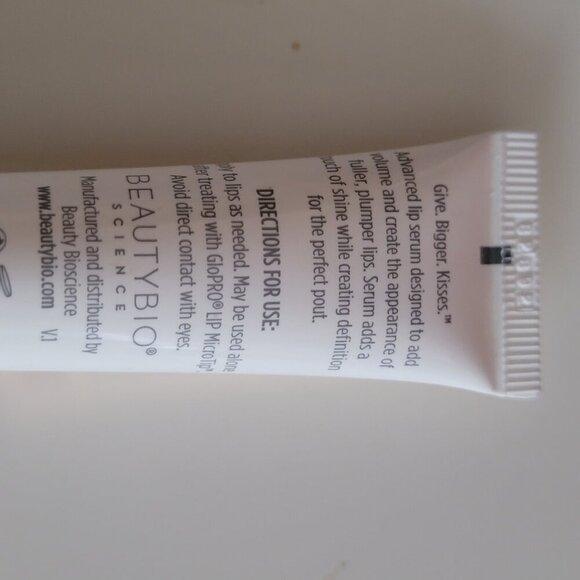 Give. Bigger. Kisses.™
Advanced lip serum designed to add
volume and create the appearance of
fuller, plumper lips. Serum adds a
touch of shine while creating definition
for the perfect pout.
DIRECTIONS FOR USE:
to lips as needed. May be used alone
after treating with GloPRO® LIP MicroTip™
Avoid direct contact with eyes.
BEAUTYBIO®
SCIENCE
Manufactured and distributed by
Beauty Bioscience
www.beautybio.com V.1